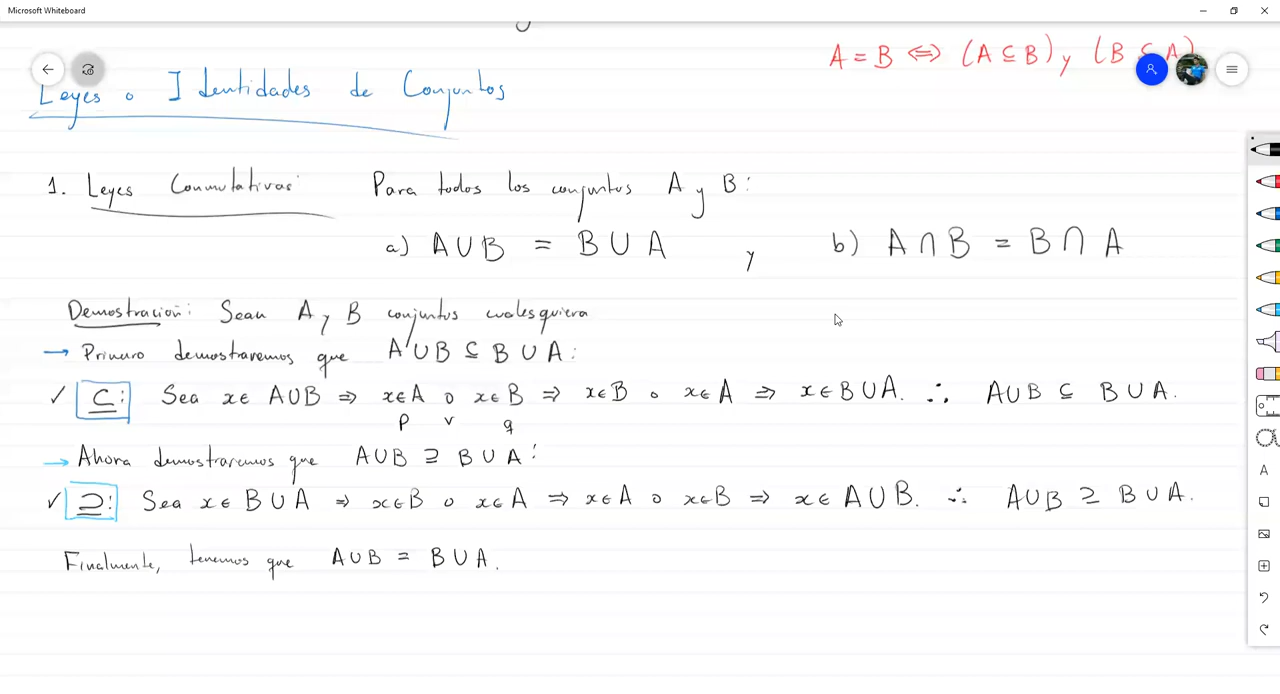 Microsoft Whiteboard
A = B ⇔ (A ⊆ B) y (B ⊆ A)
Leyes o Identidades de Conjuntos
1. Leyes Conmutativas: Para todos los conjuntos A y B:
a) A ∪ B = B ∪ A y b) A ∩ B = B ∩ A
Demostración: Sean A y B conjuntos cualesquiera
→ Primero demostraremos que A ∪ B ⊆ B ∪ A:
✓ ⊆: Sea x ∈ A ∪ B ⇒ x ∈ A o x ∈ B ⇒ x ∈ B o x ∈ A ⇒ x ∈ B ∪ A. ∴ A ∪ B ⊆ B ∪ A.
p v q
→ Ahora demostraremos que A ∪ B ⊇ B ∪ A:
✓ ⊇: Sea x ∈ B ∪ A ⇒ x ∈ B o x ∈ A ⇒ x ∈ A o x ∈ B ⇒ x ∈ A ∪ B. ∴ A ∪ B ⊇ B ∪ A.
Finalmente, tenemos que A ∪ B = B ∪ A.